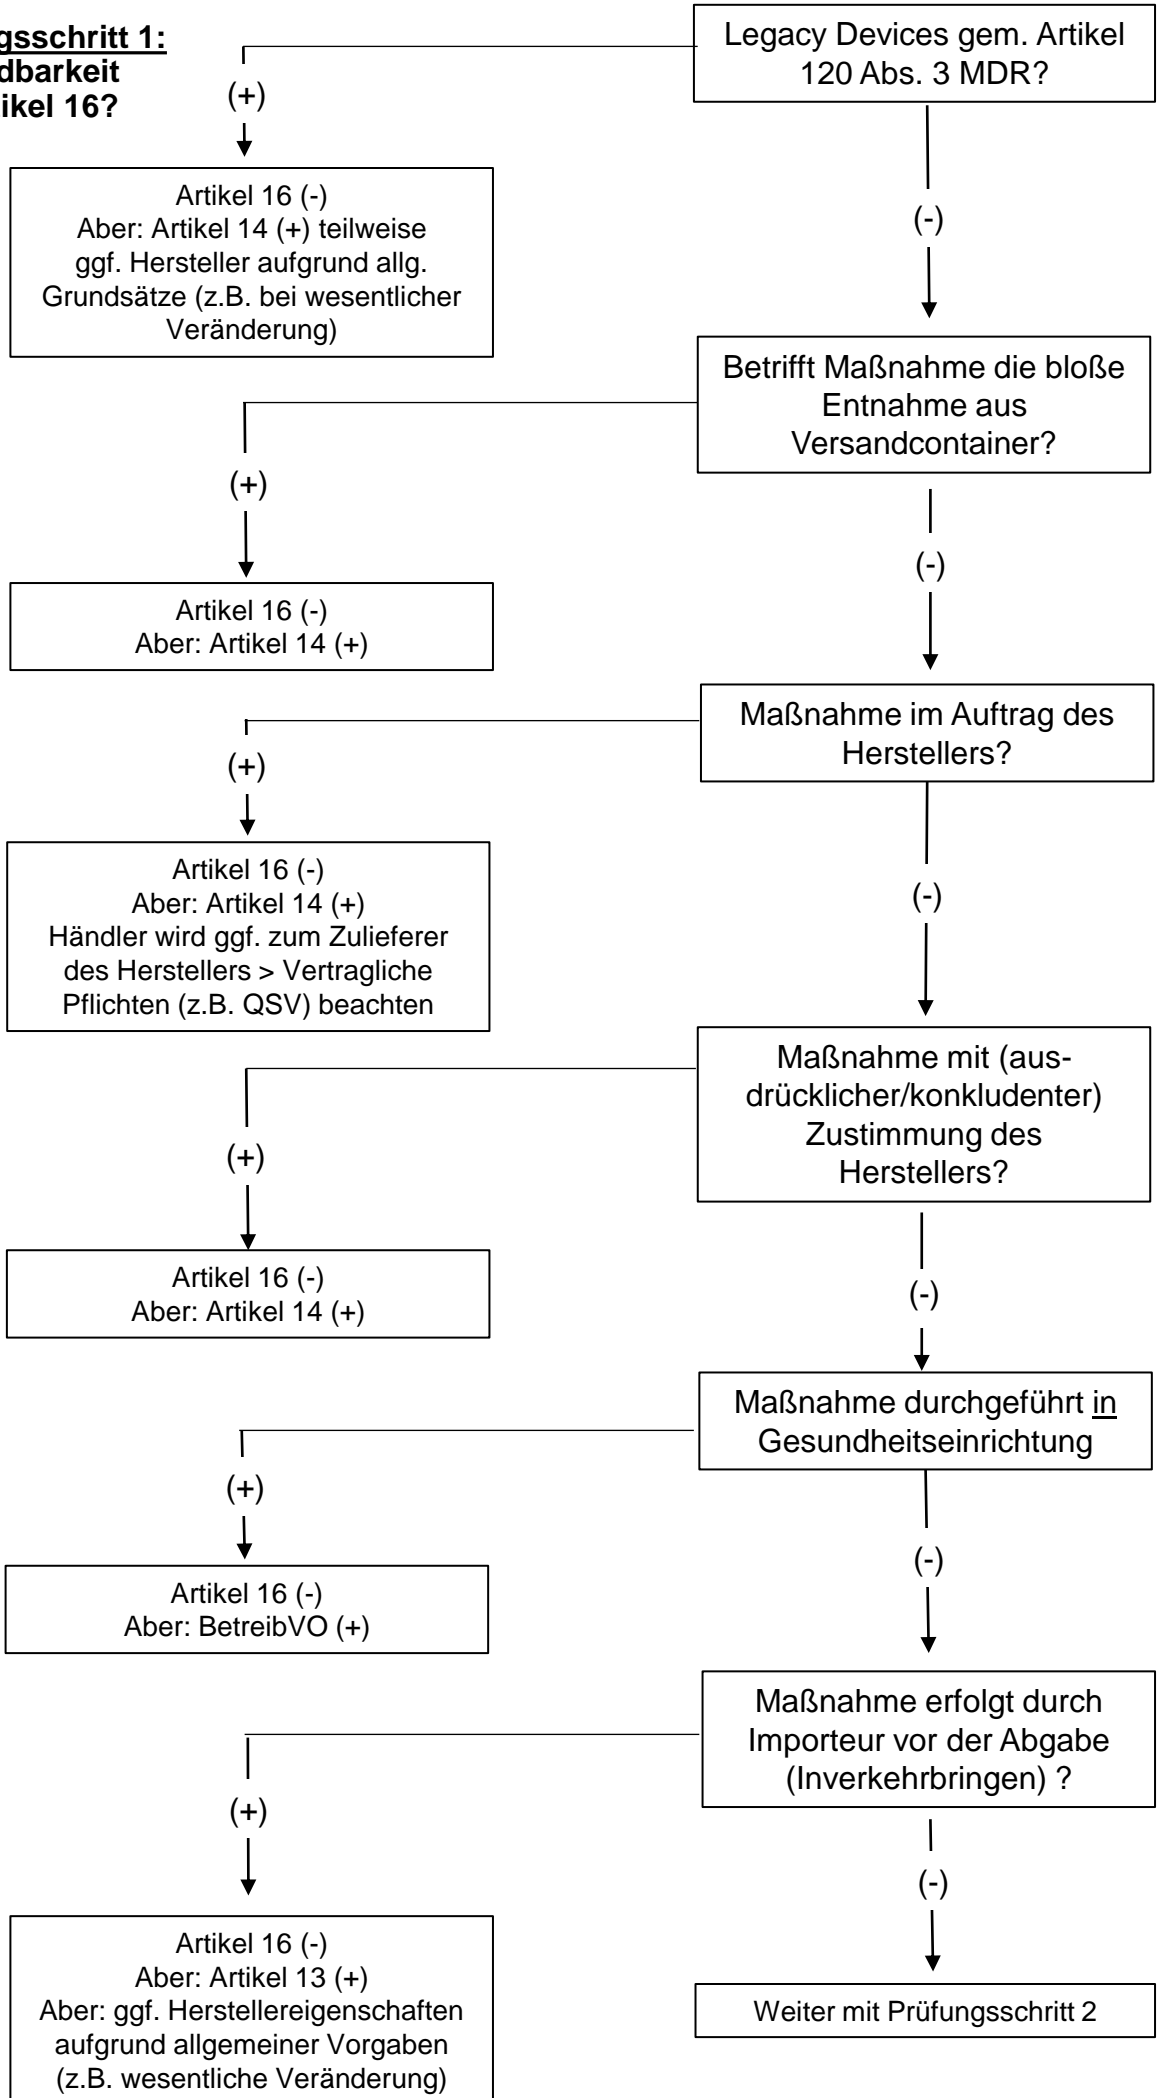 gsschritt 1:
dbarkeit
ikel 16?
Legacy Devices gem. Artikel
120 Abs. 3 MDR?
(+)
(-)
Artikel 16 (-)
Aber: Artikel 14 (+) teilweise
ggf. Hersteller aufgrund allg.
Grundsätze (z.B. bei wesentlicher
Veränderung)
Betrifft Maßnahme die bloße
Entnahme aus
Versandcontainer?
(+)
(-)
Artikel 16 (-)
Aber: Artikel 14 (+)
Maßnahme im Auftrag des
Herstellers?
(+)
(-)
Artikel 16 (-)
Aber: Artikel 14 (+)
Händler wird ggf. zum Zulieferer
des Herstellers > Vertragliche
Pflichten (z.B. QSV) beachten
Maßnahme mit (aus-
drücklicher/konkludenter)
Zustimmung des
Herstellers?
(+)
(-)
Artikel 16 (-)
Aber: Artikel 14 (+)
Maßnahme durchgeführt in
Gesundheitseinrichtung
(+)
(-)
Artikel 16 (-)
Aber: BetreibVO (+)
Maßnahme erfolgt durch
Importeur vor der Abgabe
(Inverkehrbringen) ?
(+)
(-)
Artikel 16 (-)
Aber: Artikel 13 (+)
Aber: ggf. Herstellereigenschaften
aufgrund allgemeiner Vorgaben
(z.B. wesentliche Veränderung)
Weiter mit Prüfungsschritt 2